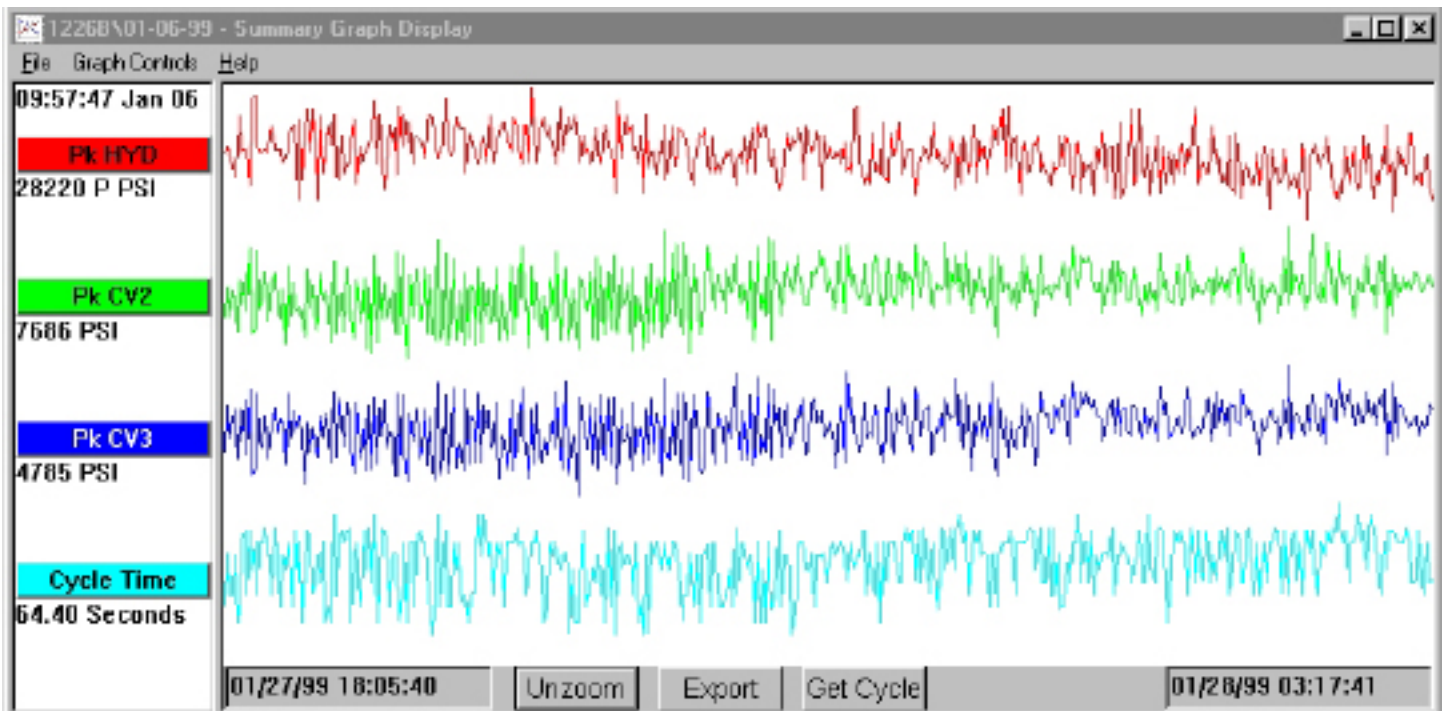 12268\01-06-99 - Summary Graph Display
File Graph Controls Help
09:57:47 Jan 06
Pk HYD
28220 P PSI
Pk CV2
7686 PSI
Pk CV3
4785 PSI
Cycle Time
64.40 Seconds
01/27/99 18:05:40
Unzoom
Export
Get Cycle
01/28/99 03:17:41